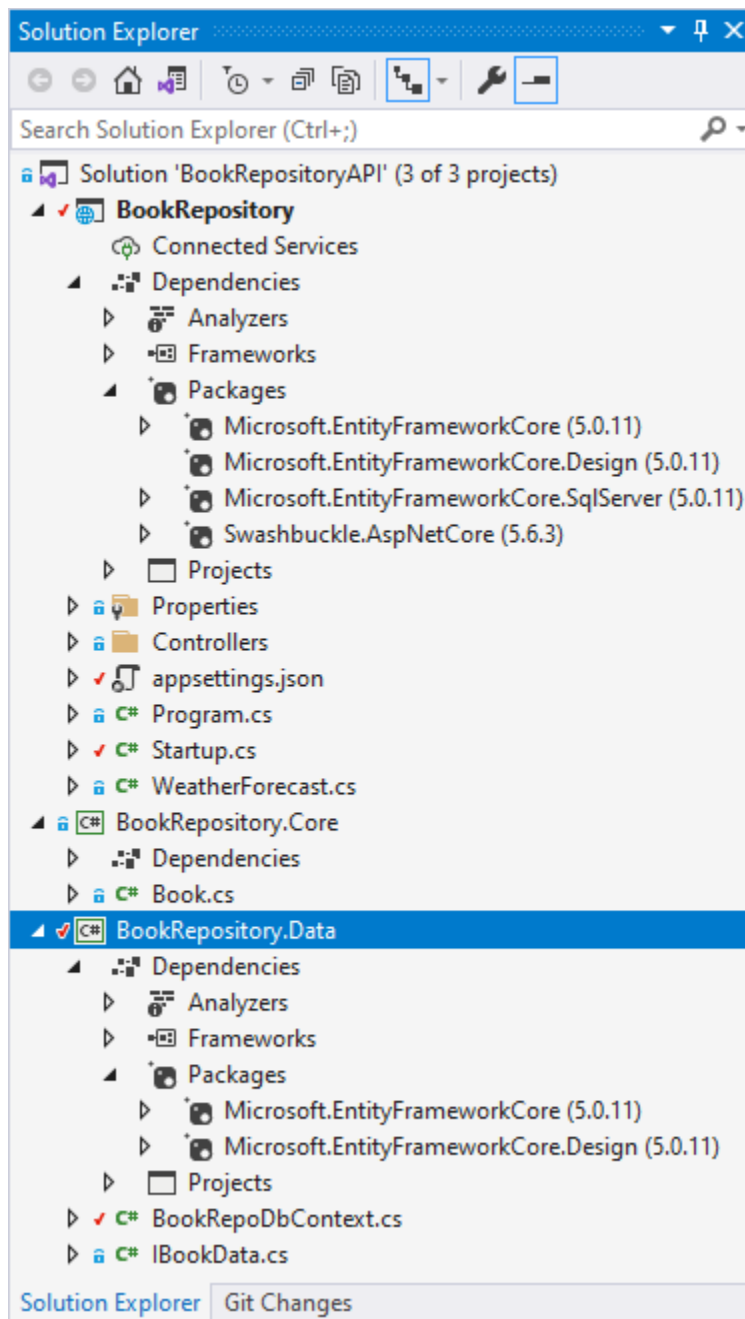 Solution Explorer
Search Solution Explorer (Ctrl+;)
Solution 'BookRepositoryAPI' (3 of 3 projects)
BookRepository
Connected Services
Dependencies
Analyzers
Frameworks
Packages
Microsoft.EntityFrameworkCore (5.0.11)
Microsoft.EntityFrameworkCore.Design (5.0.11)
Microsoft.EntityFrameworkCore.SqlServer (5.0.11)
Swashbuckle.AspNetCore (5.6.3)
Projects
Properties
Controllers
appsettings.json
C# Program.cs
C# Startup.cs
C# WeatherForecast.cs
C# BookRepository.Core
Dependencies
C# Book.cs
C# BookRepository.Data
Dependencies
Analyzers
Frameworks
Packages
Microsoft.EntityFrameworkCore (5.0.11)
Microsoft.EntityFrameworkCore.Design (5.0.11)
Projects
C# BookRepoDbContext.cs
C# IBookData.cs
Solution Explorer Git Changes